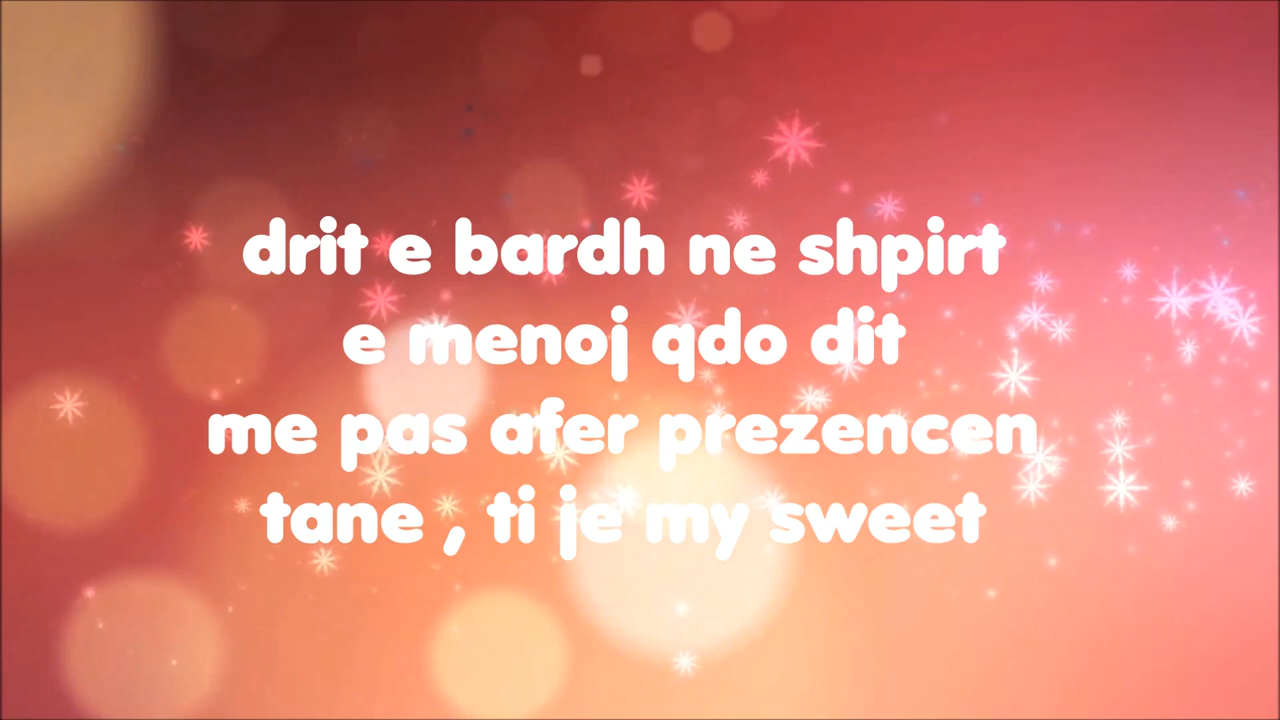 drit e bardh ne shpirt
e menoj qdo dit
me pas afer prezencen
tane , ti je my sweet